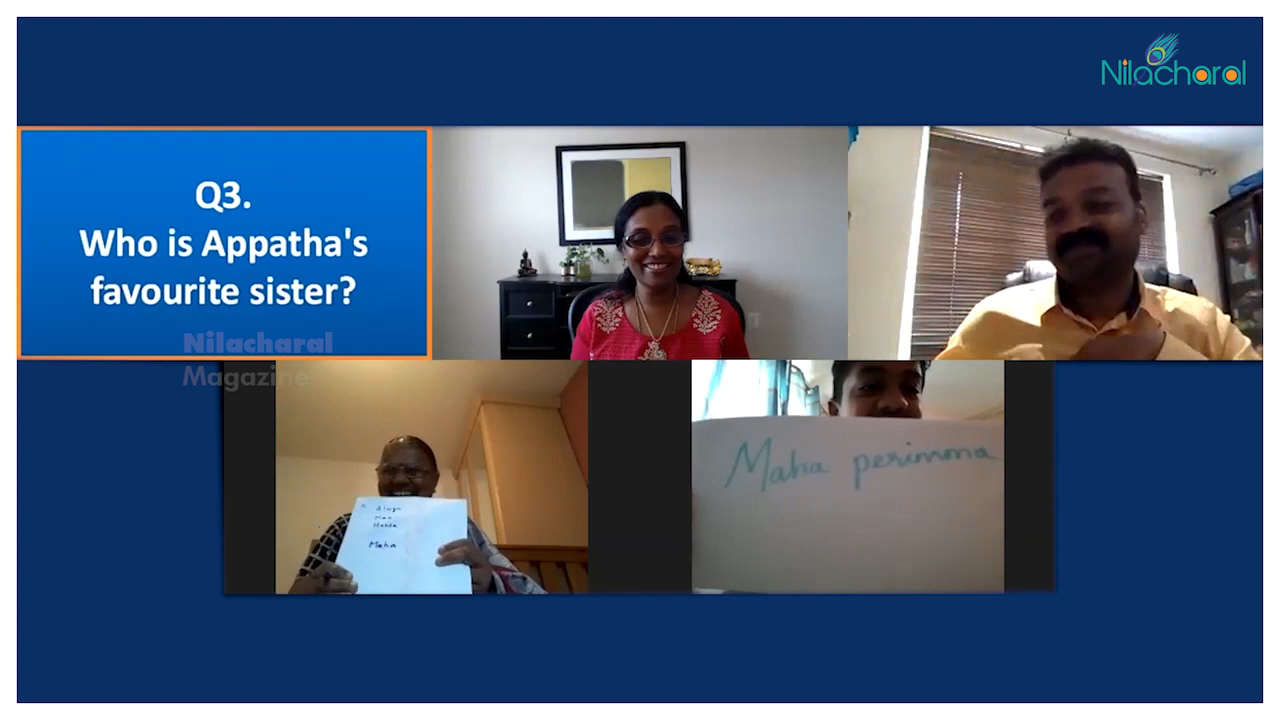 Nilacharal
Q3.
Who is Appatha's
favourite sister?
Nilacharal
Magazine
Maha
Maha perimma